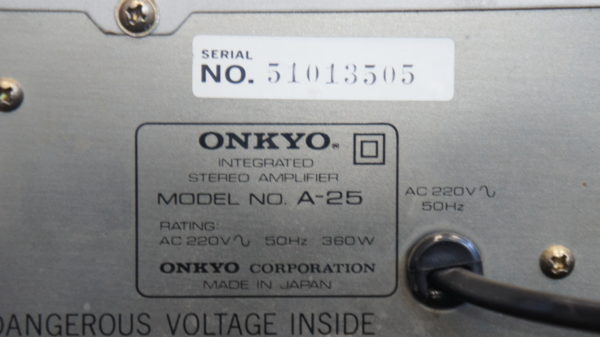 SERIAL
NO. 51013505
ONKYO®
INTEGRATED
STEREO AMPLIFIER
MODEL NO. A-25
RATING:
AC 220V∿ 50Hz 360W
ONKYO CORPORATION
MADE IN JAPAN
AC 220V∿
50Hz
DANGEROUS VOLTAGE INSIDE